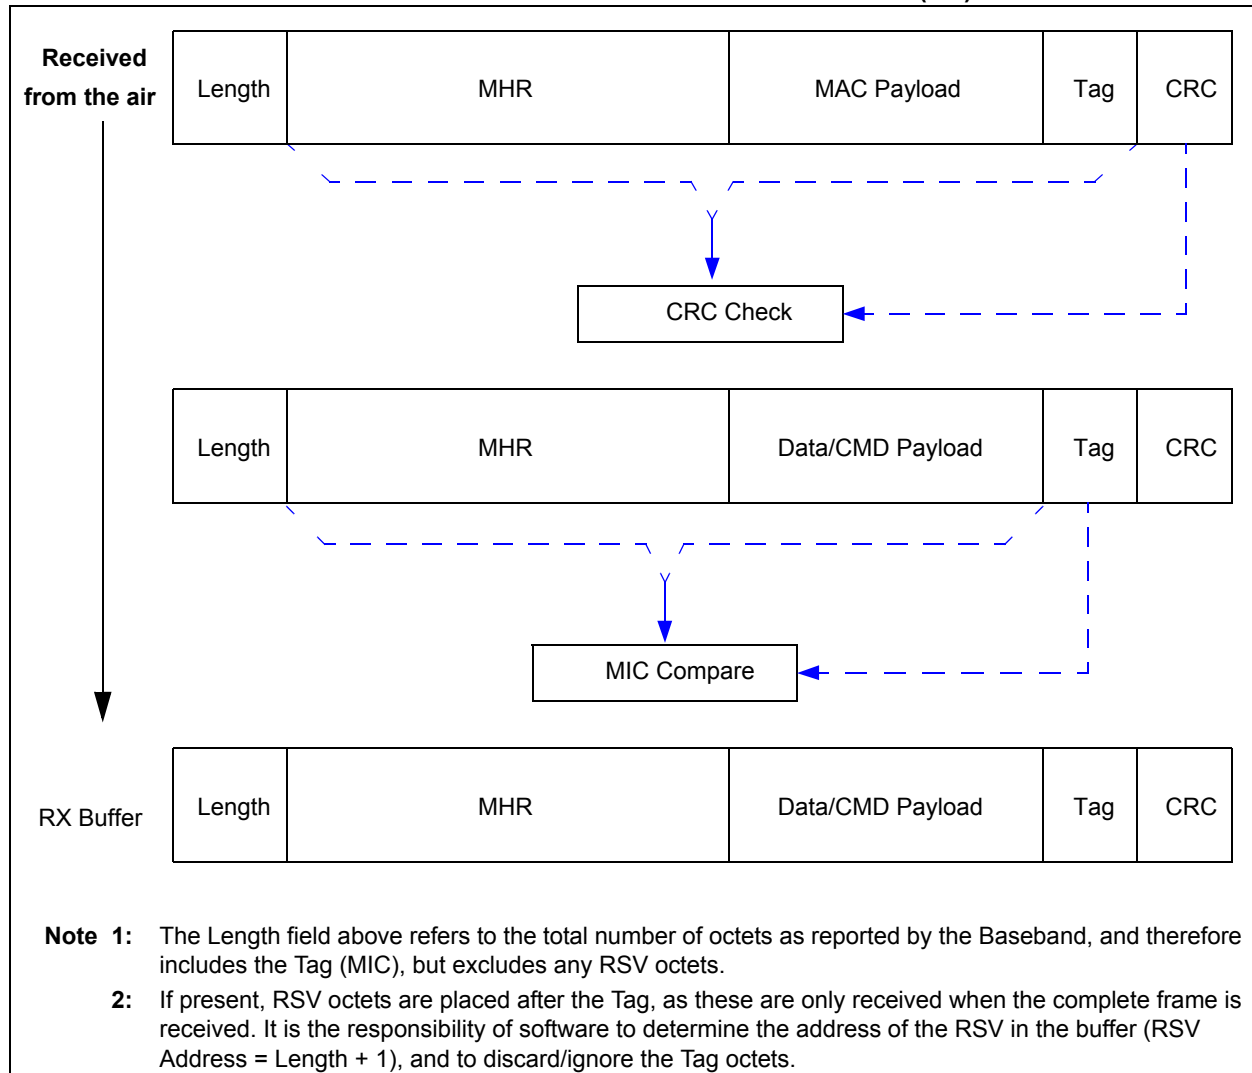 Received
from the air
Length MHR MAC Payload Tag CRC
CRC Check
Length MHR Data/CMD Payload Tag CRC
MIC Compare
RX Buffer
Length MHR Data/CMD Payload Tag CRC
Note 1: The Length field above refers to the total number of octets as reported by the Baseband, and therefore
includes the Tag (MIC), but excludes any RSV octets.
2: If present, RSV octets are placed after the Tag, as these are only received when the complete frame is
received. It is the responsibility of software to determine the address of the RSV in the buffer (RSV
Address = Length + 1), and to discard/ignore the Tag octets.